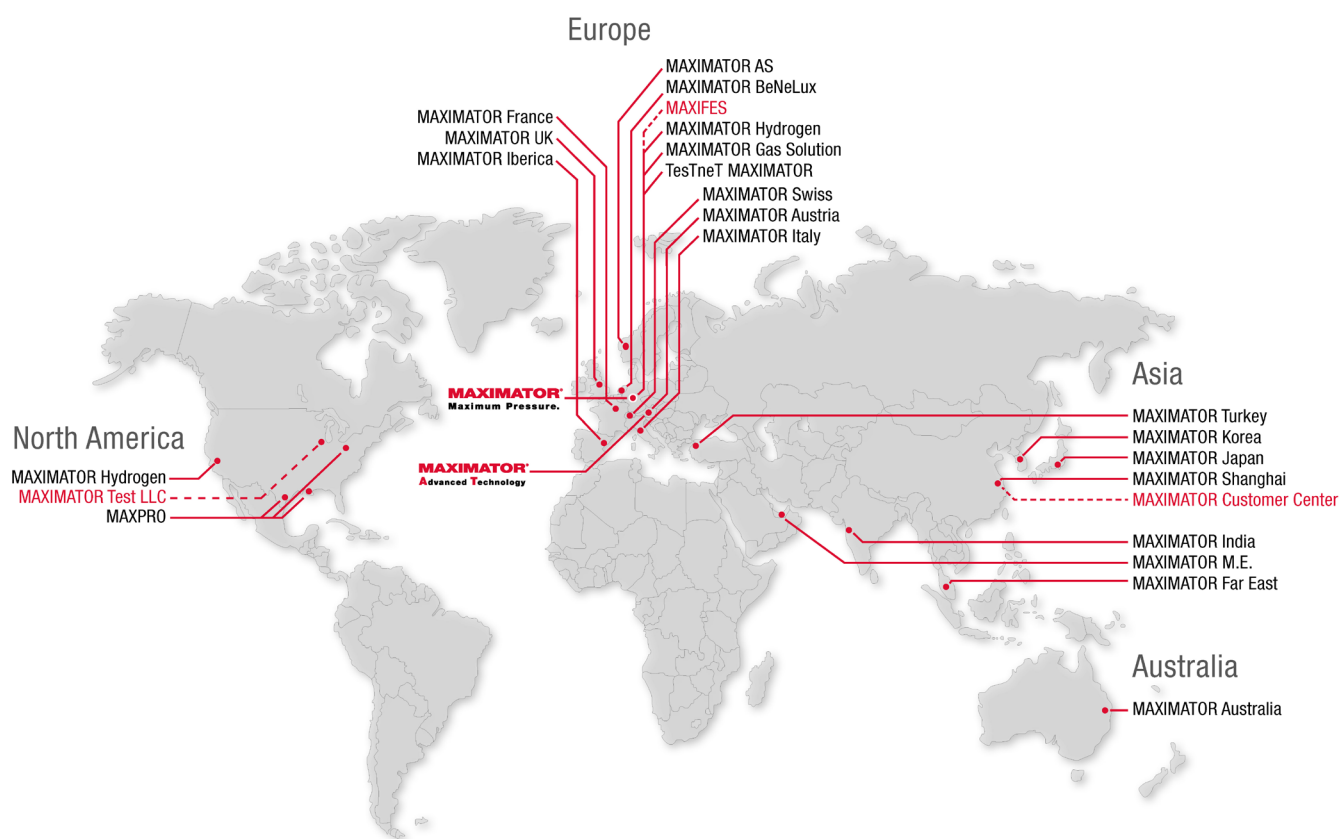 Europe
MAXIMATOR AS
MAXIMATOR BeNeLux
MAXIFES
MAXIMATOR Hydrogen
MAXIMATOR Gas Solution
TesTneT MAXIMATOR
MAXIMATOR Swiss
MAXIMATOR Austria
MAXIMATOR Italy
MAXIMATOR France
MAXIMATOR UK
MAXIMATOR Iberica
MAXIMATOR®
Maximum Pressure.
MAXIMATOR®
Advanced Technology
North America
MAXIMATOR Hydrogen
MAXIMATOR Test LLC
MAXPRO
Asia
MAXIMATOR Turkey
MAXIMATOR Korea
MAXIMATOR Japan
MAXIMATOR Shanghai
MAXIMATOR Customer Center
MAXIMATOR India
MAXIMATOR M.E.
MAXIMATOR Far East
Australia
MAXIMATOR Australia